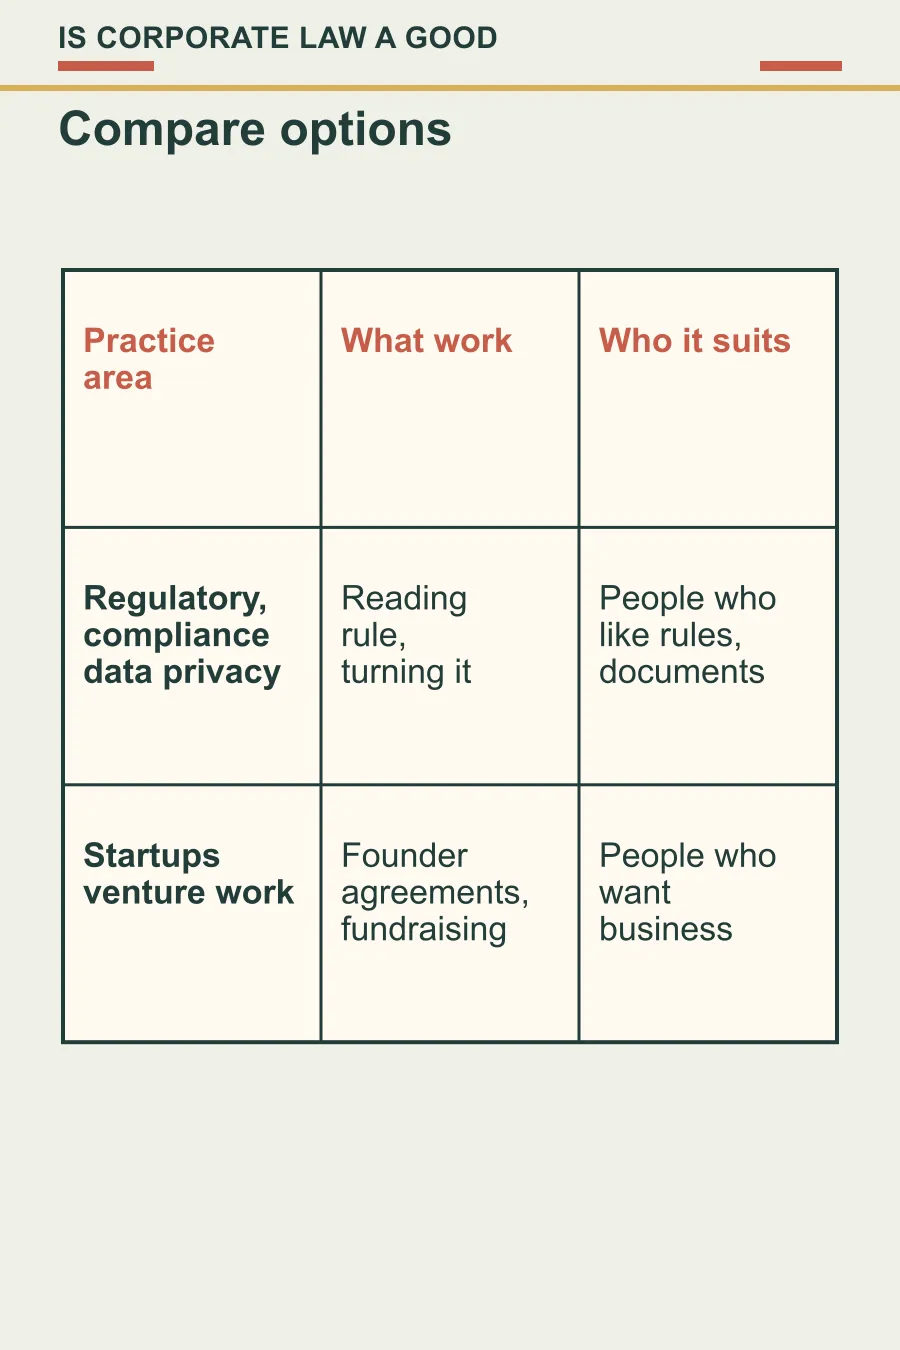 IS CORPORATE LAW A GOOD
Compare options
Practice
area
What work
Who it suits
Regulatory,
compliance
data privacy
Reading
rule,
turning it
People who
like rules,
documents
Startups
venture work
Founder
agreements,
fundraising
People who
want
business